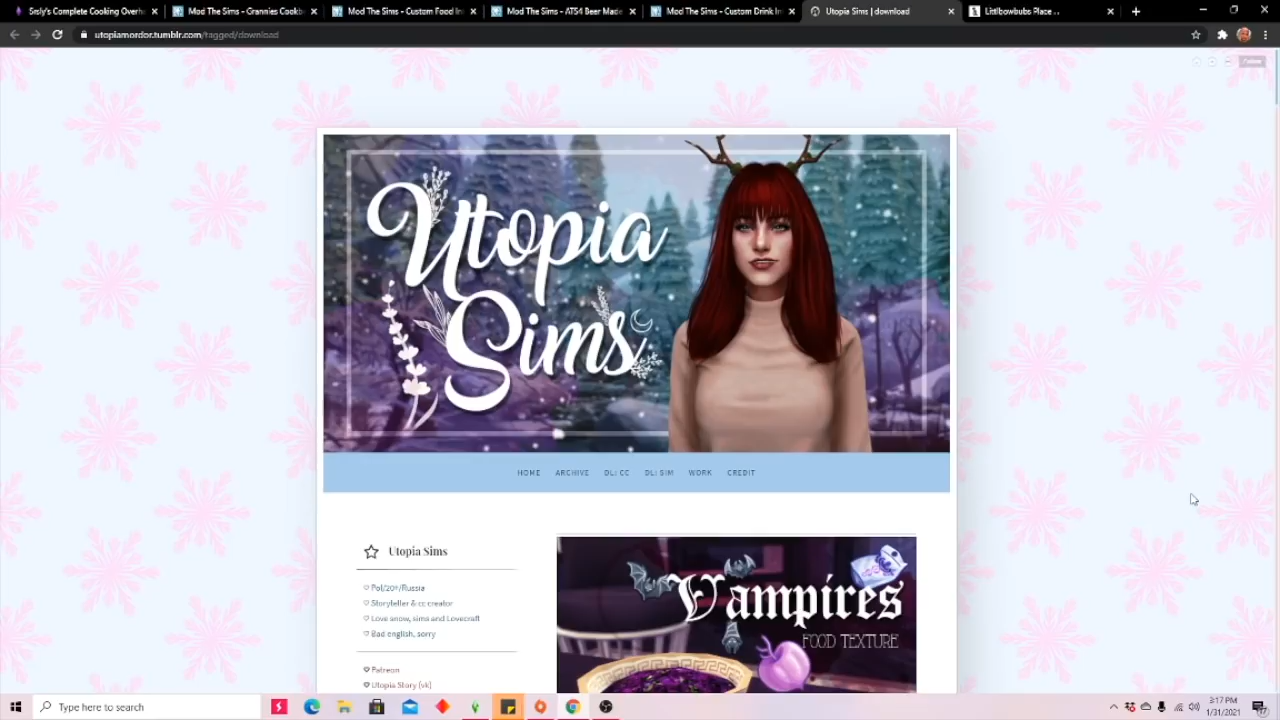 Srsly's Complete Cooking Overh
Mod The Sims - Grannies Cookb
Mod The Sims - Custom Food In
Mod The Sims - ATS4 Beer Made
Mod The Sims - Custom Drink In
Utopia Sims | download
Littlbowbubs Place . .
utopiamordor.tumblr.com/tagged/download
Utopia
Sims
HOME ARCHIVE DL: CC DL: SIM WORK CREDIT
Utopia Sims
Pol/20+/Russia
Storyteller & cc creator
Love snow, sims and Lovecraft
Bad english, sorry
Patreon
Utopia Story (vk)
Vampires
FOOD TEXTURE
Type here to search
3:17 PM
1/31/2021